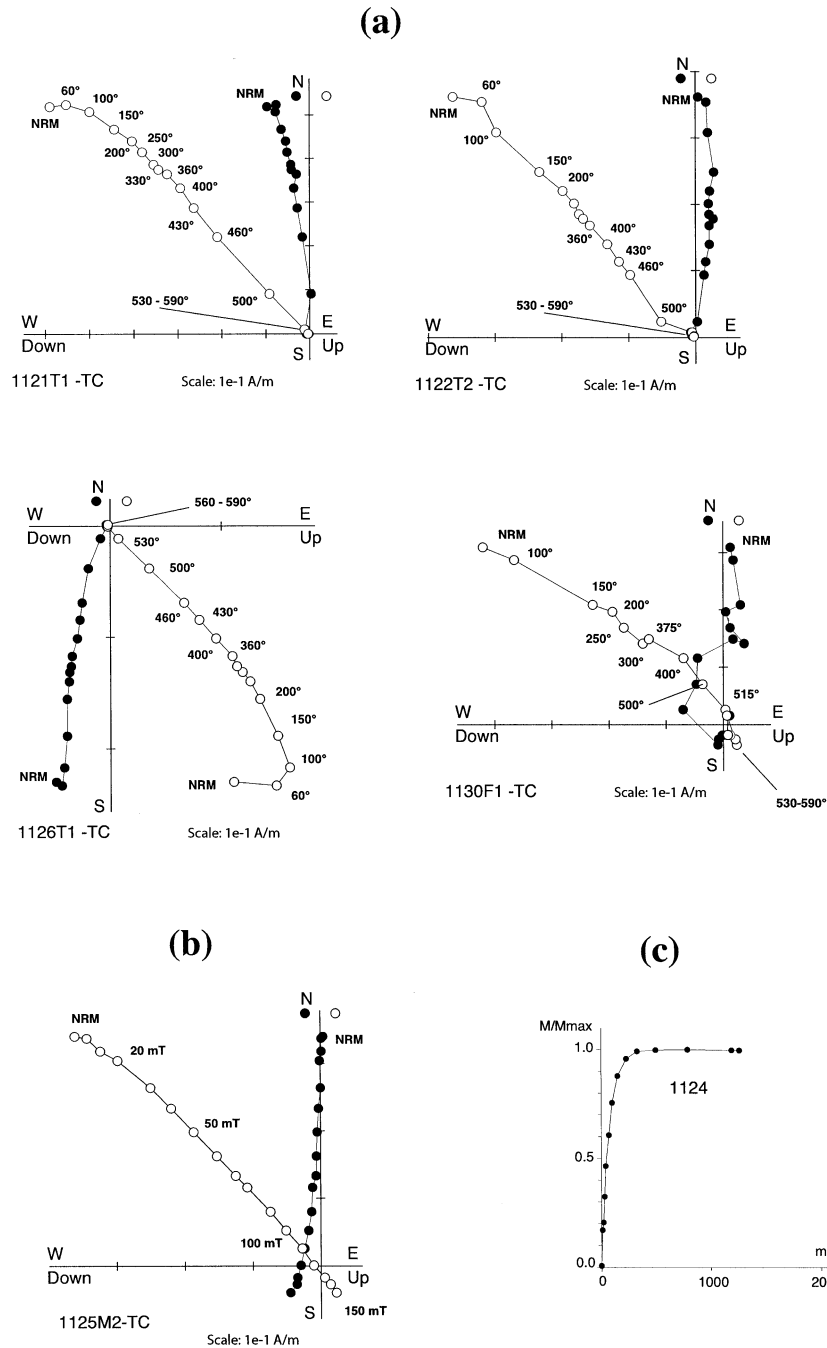 (a)
N
NRM
60°
100°
150°
250°
200°
300°
330°
360°
400°
430°
460°
500°
530 - 590°
W
E
Down
Up
S
1121T1 -TC
Scale: 1e-1 A/m
N
NRM
60°
NRM
100°
150°
200°
360°
400°
430°
460°
500°
530 - 590°
W
E
Down
Up
S
1122T2 -TC
Scale: 1e-1 A/m
N
560 - 590°
W
E
Down
Up
530°
500°
460°
430°
400°
360°
200°
150°
100°
NRM
NRM
60°
S
1126T1 -TC
Scale: 1e-1 A/m
N
NRM
NRM
100°
150°
200°
250°
375°
300°
400°
500°
515°
W
E
Down
Up
S
530-590°
1130F1 -TC
Scale: 1e-1 A/m
(b)
N
NRM
NRM
20 mT
50 mT
100 mT
W
E
Down
Up
S
150 mT
1125M2-TC
Scale: 1e-1 A/m
(c)
M/Mmax
1.0
1124
0.5
0.0
m
0
1000
20